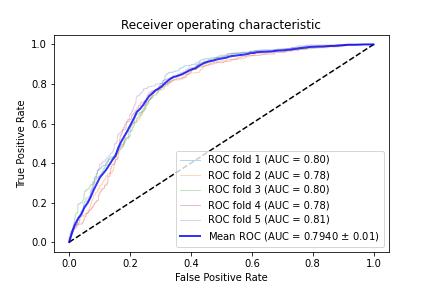 Receiver operating characteristic
True Positive Rate
1.0
0.8
0.6
0.4
0.2
0.0
ROC fold 1 (AUC = 0.80)
ROC fold 2 (AUC = 0.78)
ROC fold 3 (AUC = 0.80)
ROC fold 4 (AUC = 0.78)
ROC fold 5 (AUC = 0.81)
Mean ROC (AUC = 0.7940 ± 0.01)
0.0 0.2 0.4 0.6 0.8 1.0
False Positive Rate